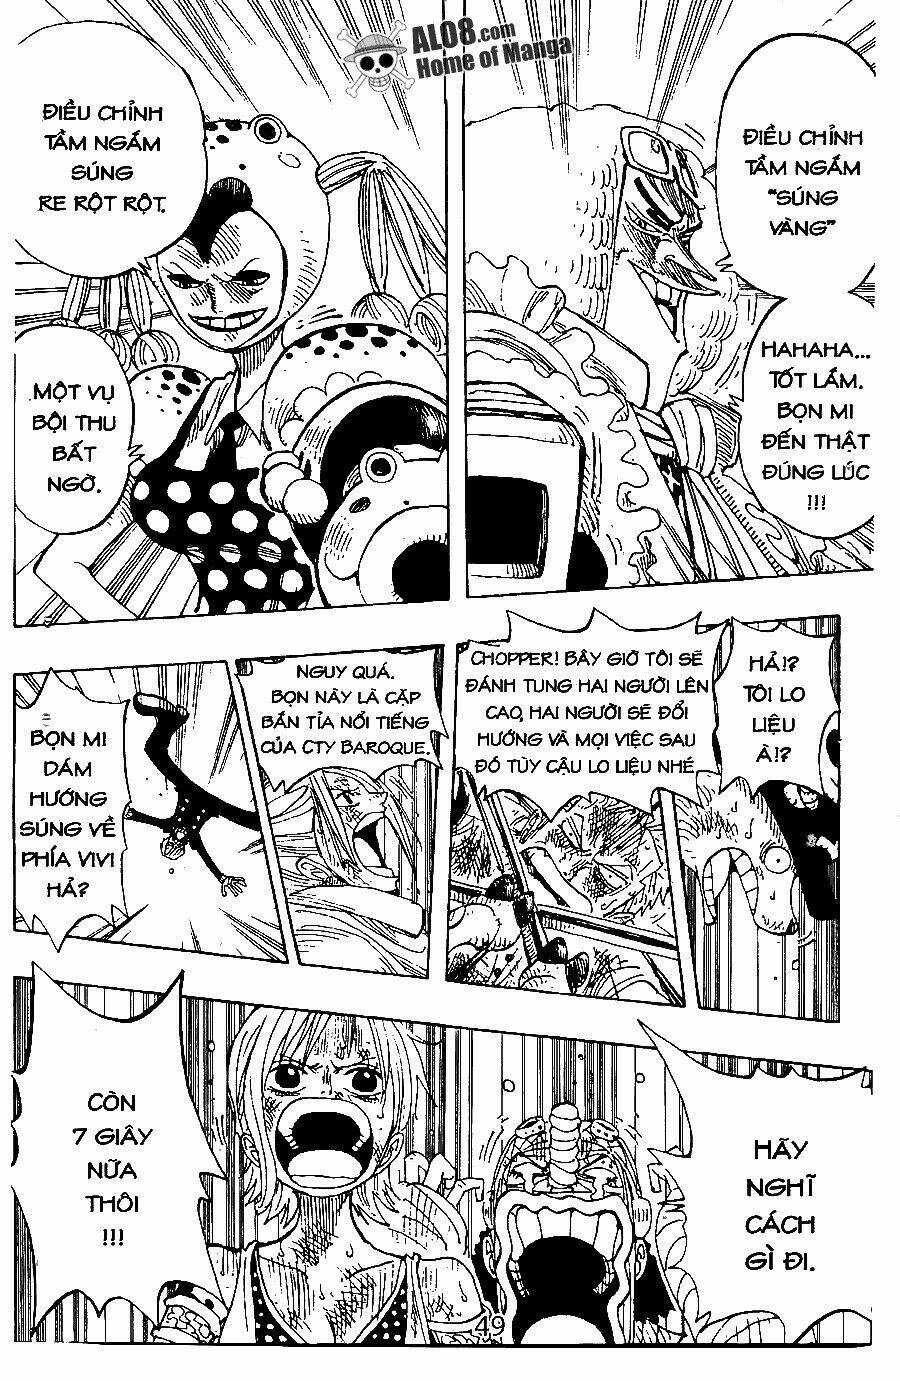 ALO8.com
Home of Manga
ĐIỀU CHỈNH
TẦM NGẮM
"SÚNG
VÀNG"
HAHAHA...
TỐT LẮM.
BỌN MI
ĐẾN THẬT
ĐÚNG LÚC
!!!
ĐIỀU CHỈNH
TẦM NGẮM
SÚNG
RE RỘT RỘT.
MỘT VỤ
BỘI THU
BẤT
NGỜ.
HẢ!?
TÔI LO
LIỆU
À!?
CHOPPER! BÂY GIỜ TÔI SẼ
ĐÁNH TUNG HAI NGƯỜI LÊN
CAO, HAI NGƯỜI SẼ ĐỔI
HƯỚNG VÀ MỌI VIỆC SAU
ĐÓ TÙY CẬU LO LIỆU NHÉ.
NGUY QUÁ.
BỌN NÀY LÀ CẶP
BẮN TỈA NỔI TIẾNG
CỦA CTY BAROQUE.
BỌN MI
DÁM
HƯỚNG
SÚNG VỀ
PHÍA VIVI
HẢ?
HÃY
NGHĨ
CÁCH
GÌ ĐI.
CÒN
7 GIÂY
NỮA
THÔI
!!!
49